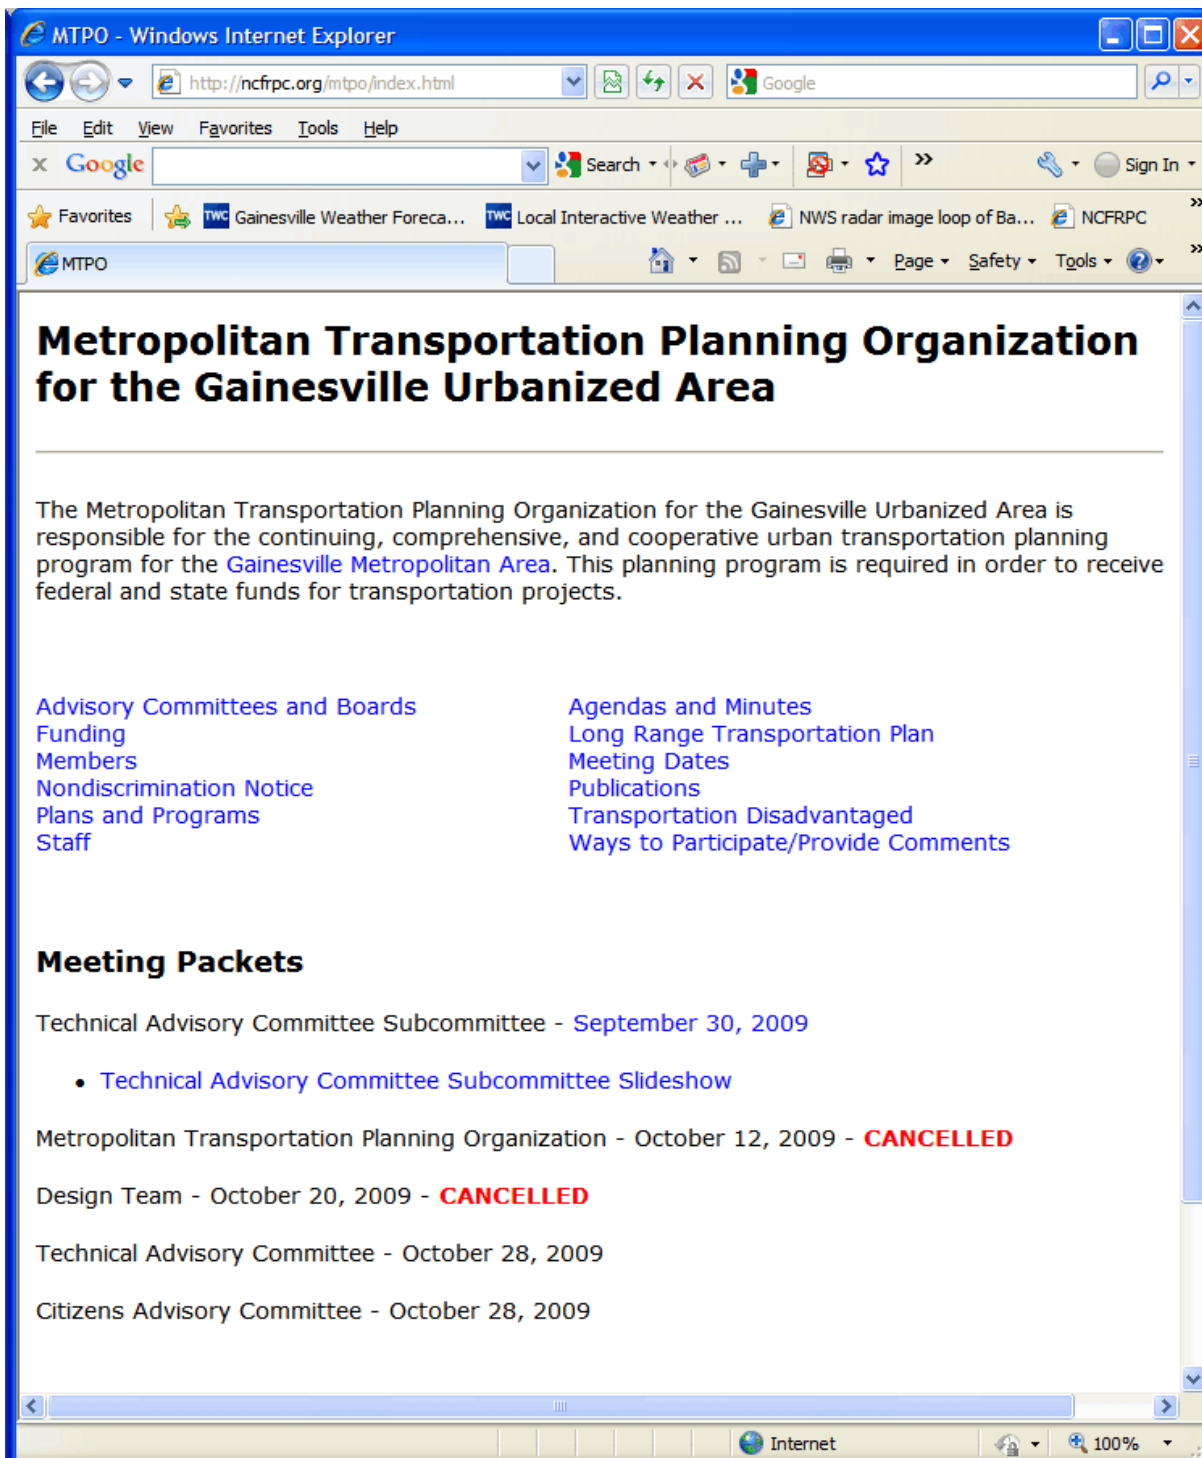 MTPO - Windows Internet Explorer
http://ncfrpc.org/mtpo/index.html
Google
File Edit View Favorites Tools Help
x Google Search Sign In
Favorites TWC Gainesville Weather Foreca... TWC Local Interactive Weather ... NWS radar image loop of Ba... NCFRPC
MTPO Page Safety Tools
Metropolitan Transportation Planning Organization
for the Gainesville Urbanized Area
The Metropolitan Transportation Planning Organization for the Gainesville Urbanized Area is
responsible for the continuing, comprehensive, and cooperative urban transportation planning
program for the Gainesville Metropolitan Area. This planning program is required in order to receive
federal and state funds for transportation projects.
Advisory Committees and Boards
Funding
Members
Nondiscrimination Notice
Plans and Programs
Staff
Agendas and Minutes
Long Range Transportation Plan
Meeting Dates
Publications
Transportation Disadvantaged
Ways to Participate/Provide Comments
Meeting Packets
Technical Advisory Committee Subcommittee - September 30, 2009
• Technical Advisory Committee Subcommittee Slideshow
Metropolitan Transportation Planning Organization - October 12, 2009 - CANCELLED
Design Team - October 20, 2009 - CANCELLED
Technical Advisory Committee - October 28, 2009
Citizens Advisory Committee - October 28, 2009
Internet 100%